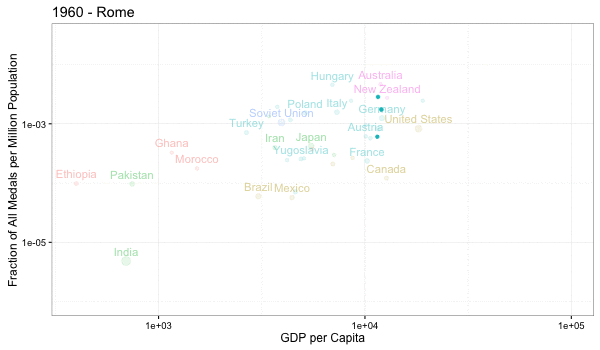 1960 - Rome
Fraction of All Medals per Million Population
Hungary
Australia
New Zealand
Poland
Italy
Soviet Union
Germany
Turkey
Austria
United States
1e-03
Ghana
Iran
Japan
Morocco
Yugoslavia
France
Ethiopia
Pakistan
Canada
Brazil
Mexico
1e-05
India
1e+03
1e+04
1e+05
GDP per Capita